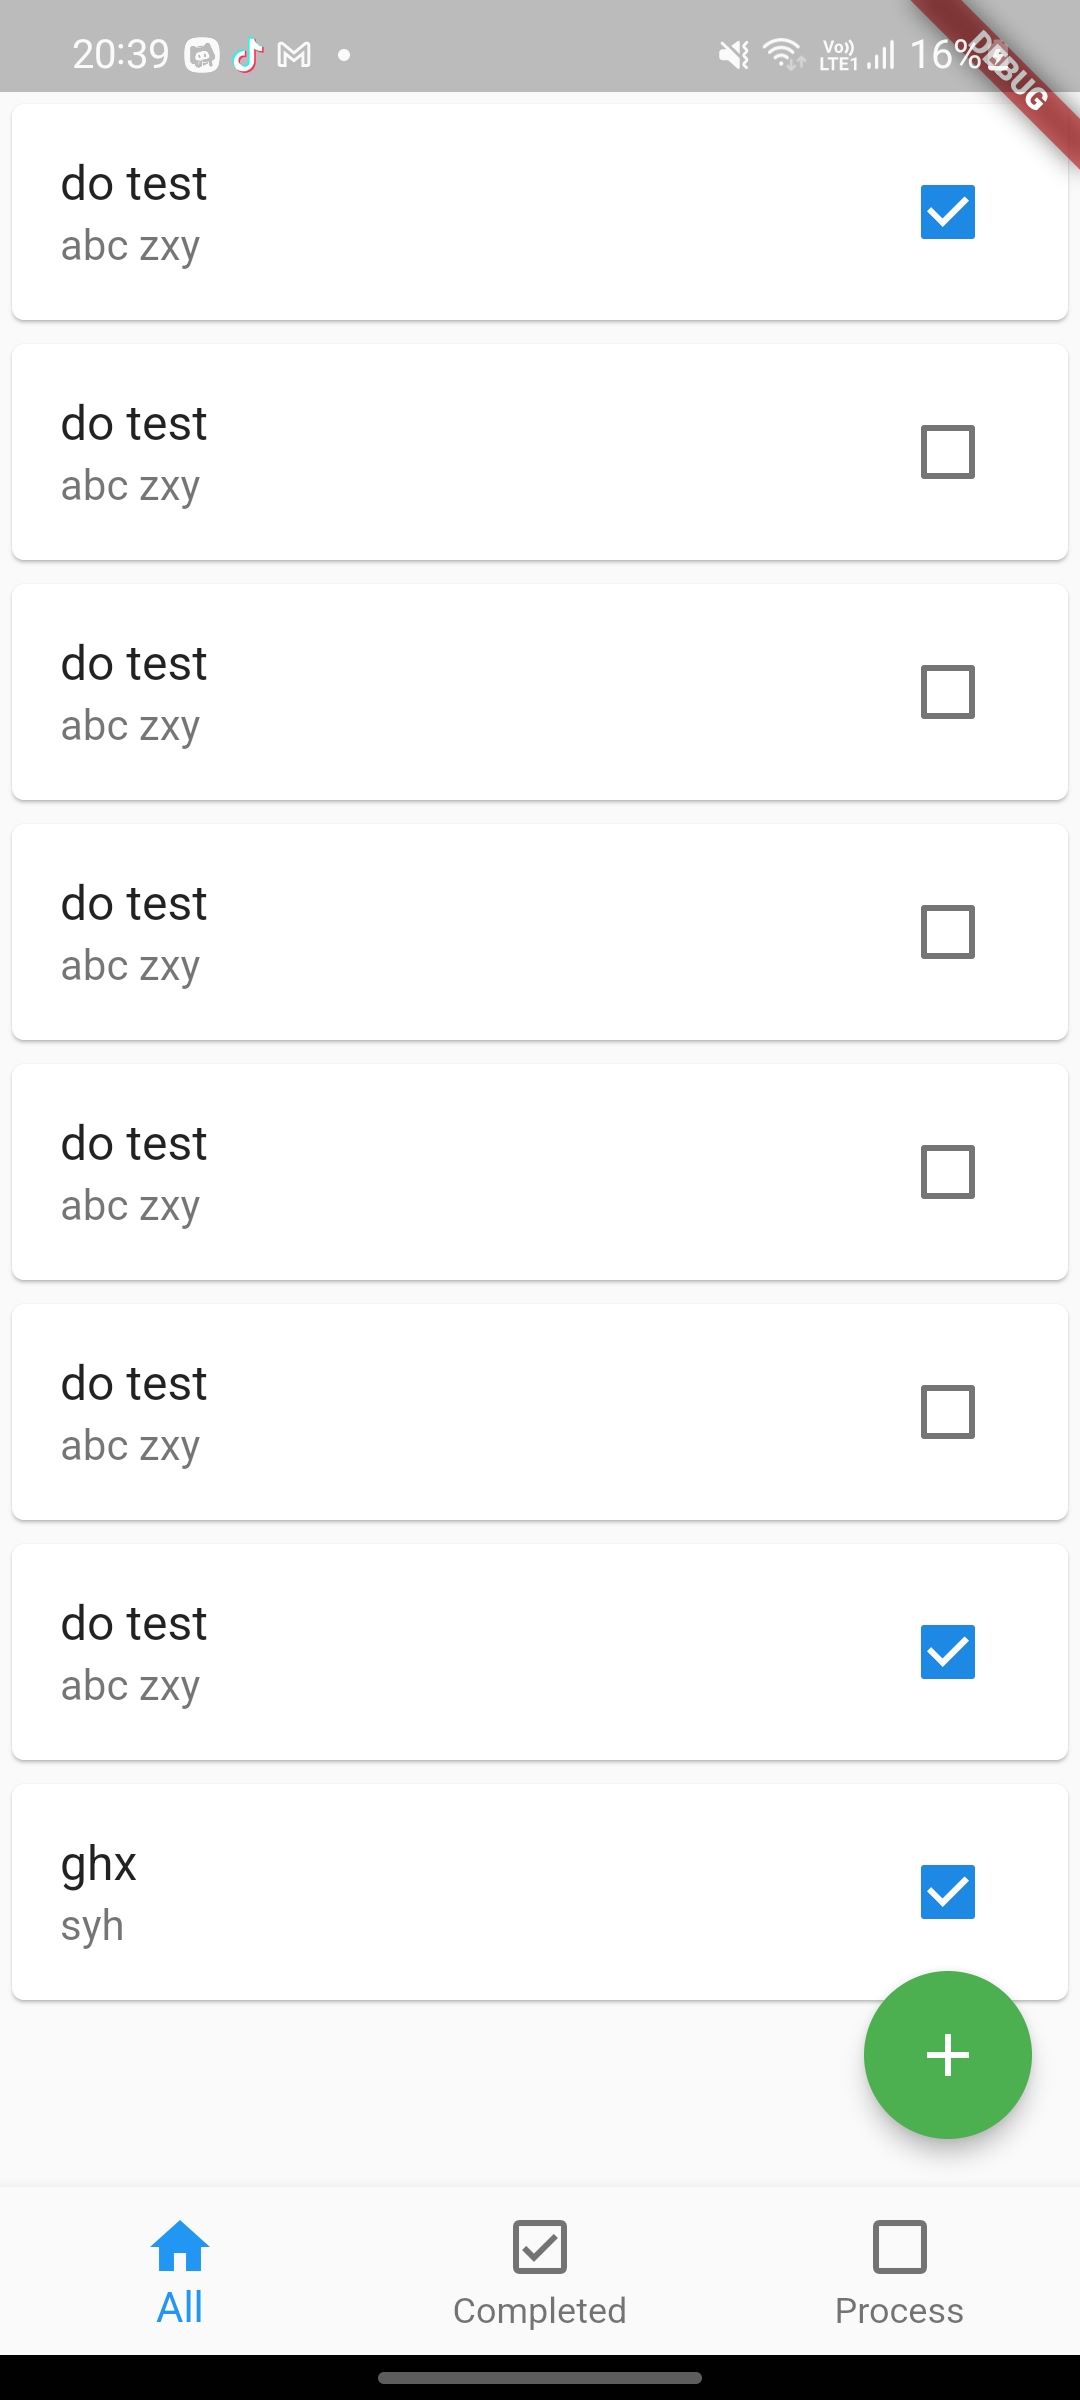 20:39
Vo))
LTE1
16%
DEBUG
do test
abc zxy
do test
abc zxy
do test
abc zxy
do test
abc zxy
do test
abc zxy
do test
abc zxy
do test
abc zxy
ghx
syh
All
Completed
Process